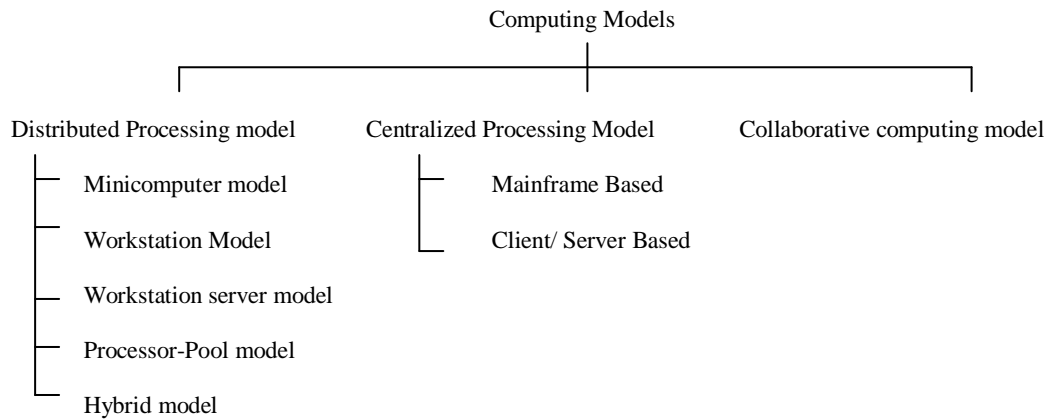 Computing Models
Distributed Processing model
Centralized Processing Model
Collaborative computing model
Minicomputer model
Workstation Model
Workstation server model
Processor-Pool model
Hybrid model
Mainframe Based
Client/ Server Based